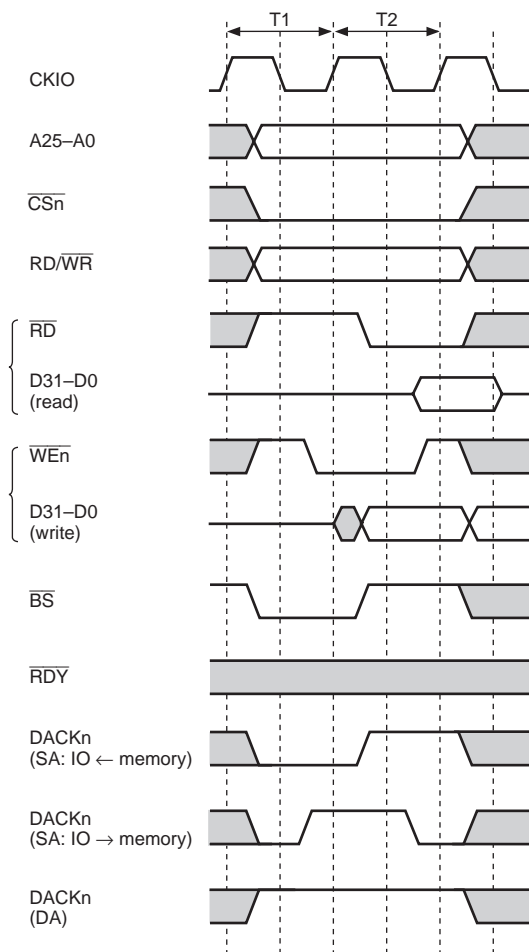 T1 T2
CKIO
A25–A0
CSn
RD/WR
RD
D31–D0
(read)
WEn
D31–D0
(write)
BS
RDY
DACKn
(SA: IO ← memory)
DACKn
(SA: IO → memory)
DACKn
(DA)